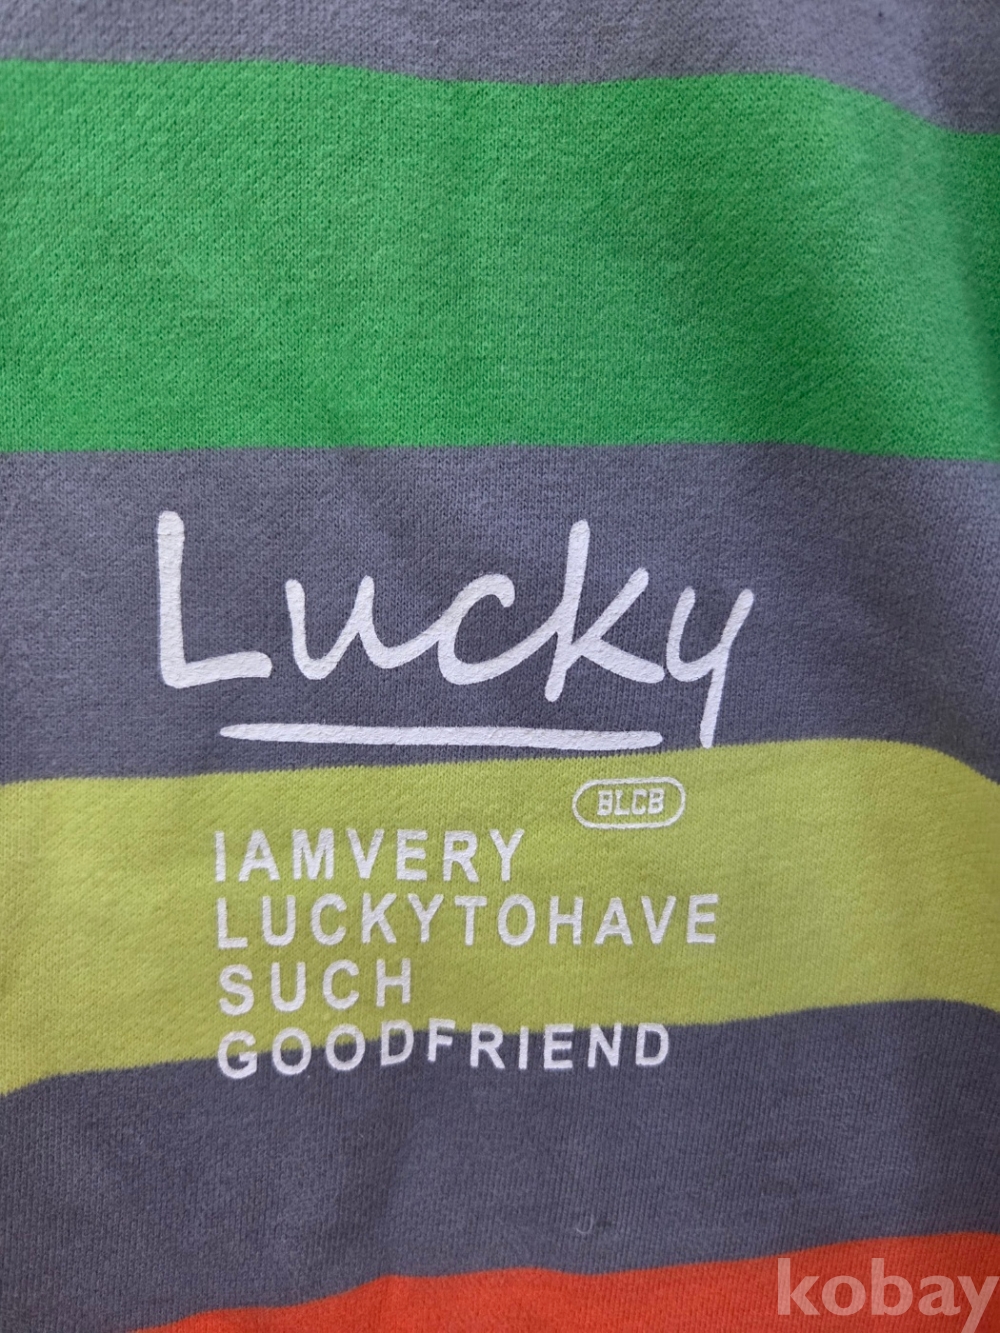 Lucky
BLCB
IAMVERY
LUCKYTOHAVE
SUCH
GOODFRIEND
kobay